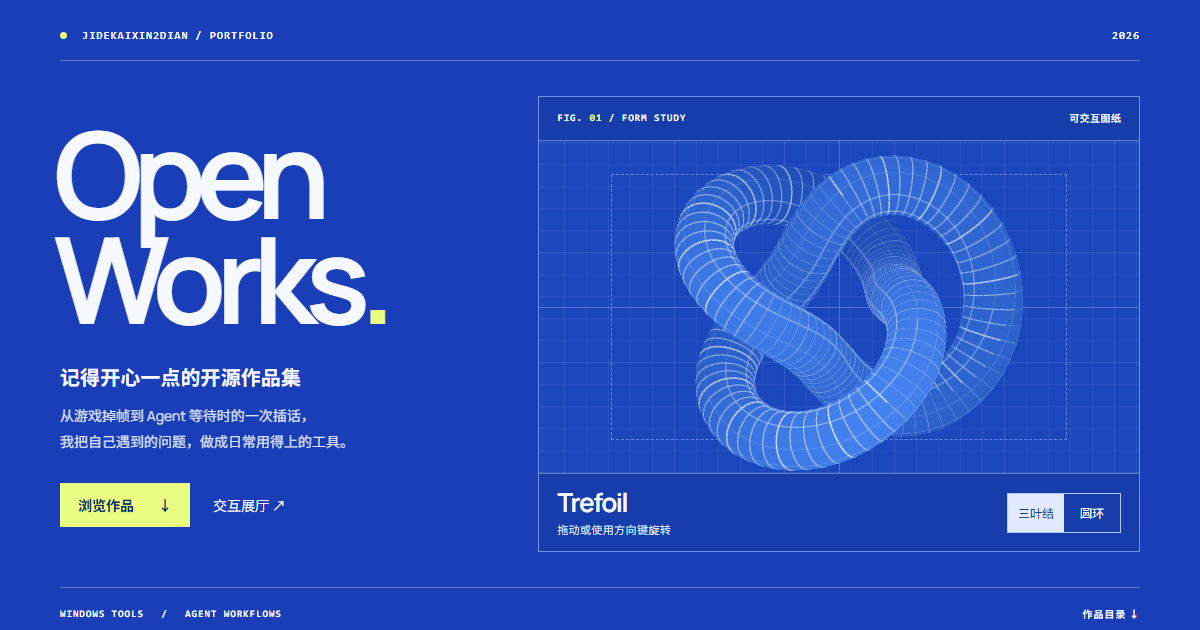 JIDEKAIXIN2DIAN / PORTFOLIO
2026
Open
Works.
记得开心一点的开源作品集
从游戏掉帧到 Agent 等待时的一次插话，
我把自己遇到的问题，做成日常用得上的工具。
浏览作品 ↓
交互展厅 ↗
FIG. 01 / FORM STUDY
可交互图纸
Trefoil
拖动或使用方向键旋转
三叶结
圆环
WINDOWS TOOLS / AGENT WORKFLOWS
作品目录 ↓